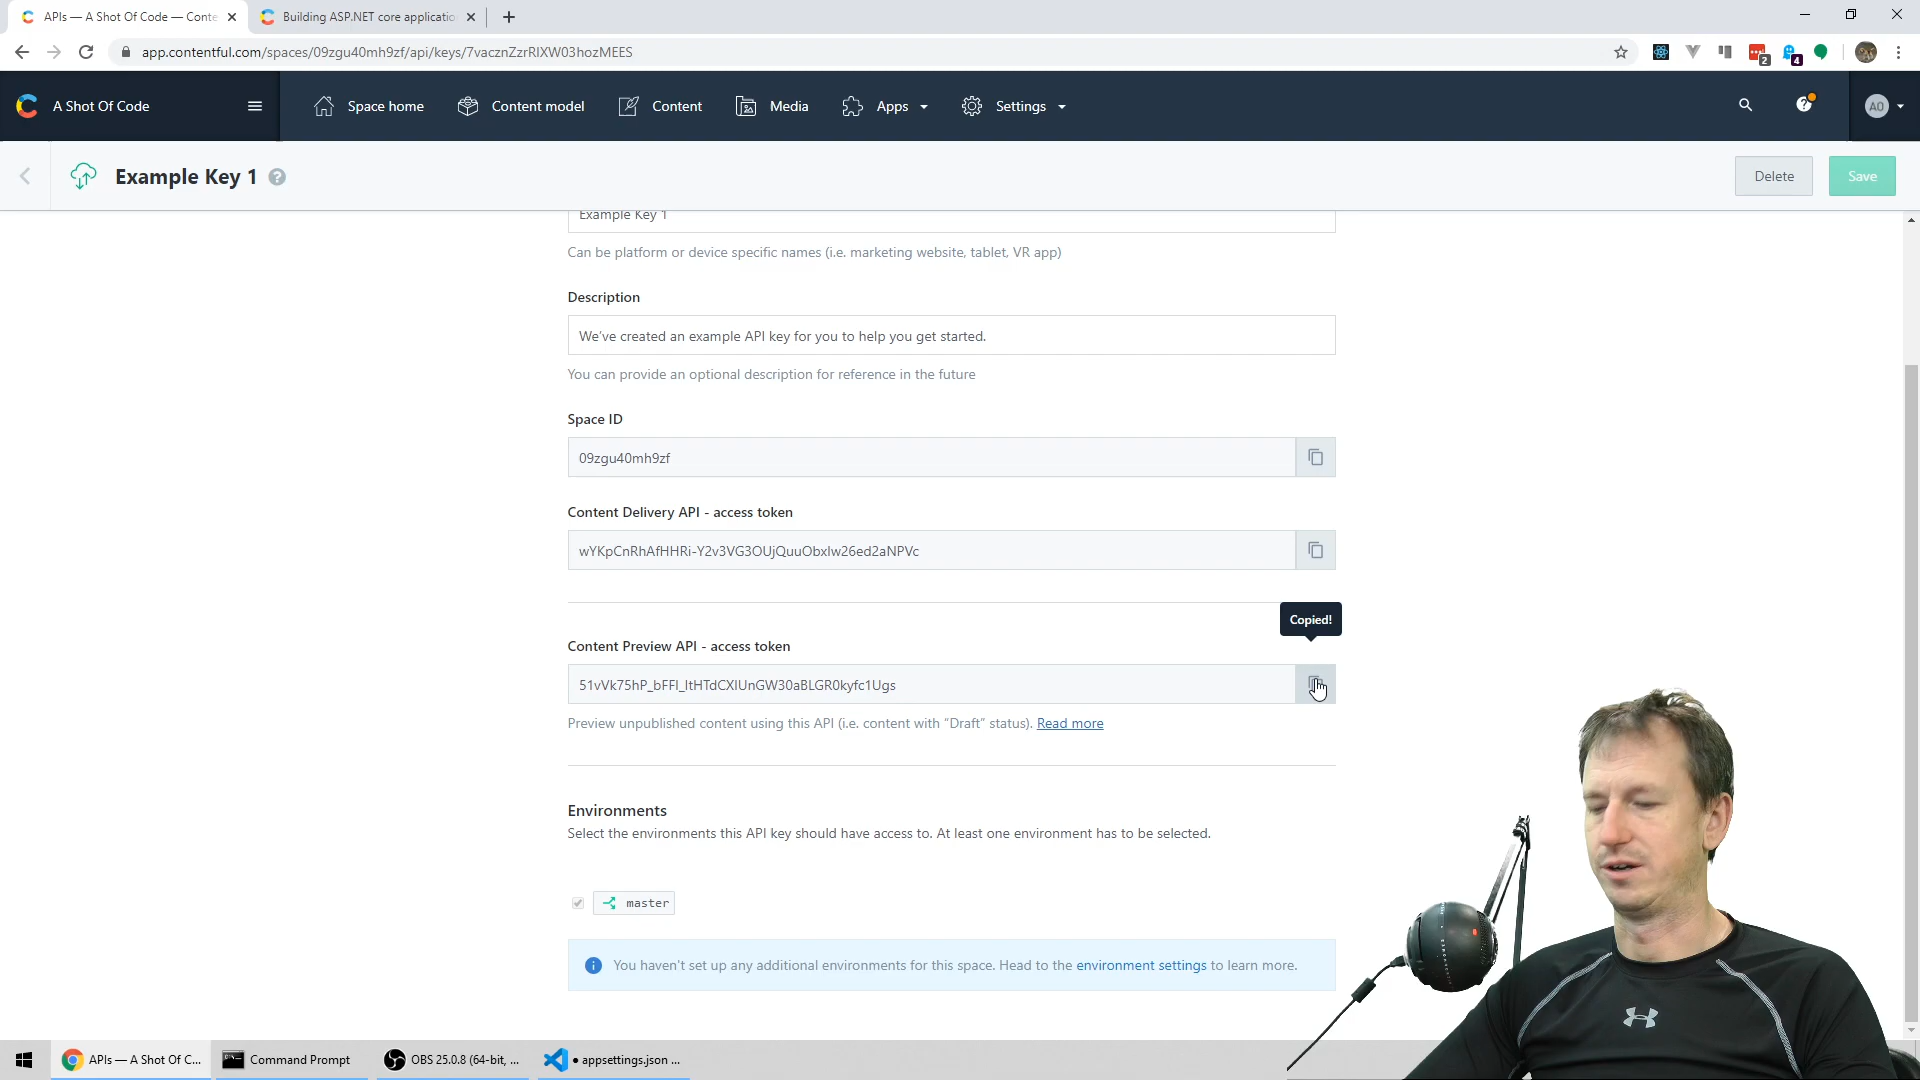 APIs — A Shot Of Code — Conte
Building ASP.NET core applicatio
app.contentful.com/spaces/09zgu40mh9zf/api/keys/7vacznZzrRIXW03hozMEES
2
4
A Shot Of Code
Space home
Content model
Content
Media
Apps
Settings
?
AO
Example Key 1
?
Delete
Save
Example Key 1
Can be platform or device specific names (i.e. marketing website, tablet, VR app)
Description
We've created an example API key for you to help you get started.
You can provide an optional description for reference in the future
Space ID
09zgu40mh9zf
Content Delivery API - access token
wYKpCnRhAfHHRi-Y2v3VG3OUjQuuObxIw26ed2aNPVc
Copied!
Content Preview API - access token
51vVk75hP_bFFI_ItHTdCXIUnGW30aBLGR0kyfc1Ugs
Preview unpublished content using this API (i.e. content with “Draft” status). Read more
Environments
Select the environments this API key should have access to. At least one environment has to be selected.
master
You haven't set up any additional environments for this space. Head to the environment settings to learn more.
APIs — A Shot Of C...
Command Prompt
OBS 25.0.8 (64-bit, ...
● appsettings.json ...